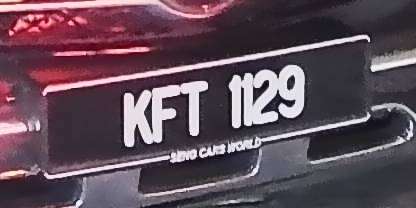 KFT 1129
SENG CARS WORLD